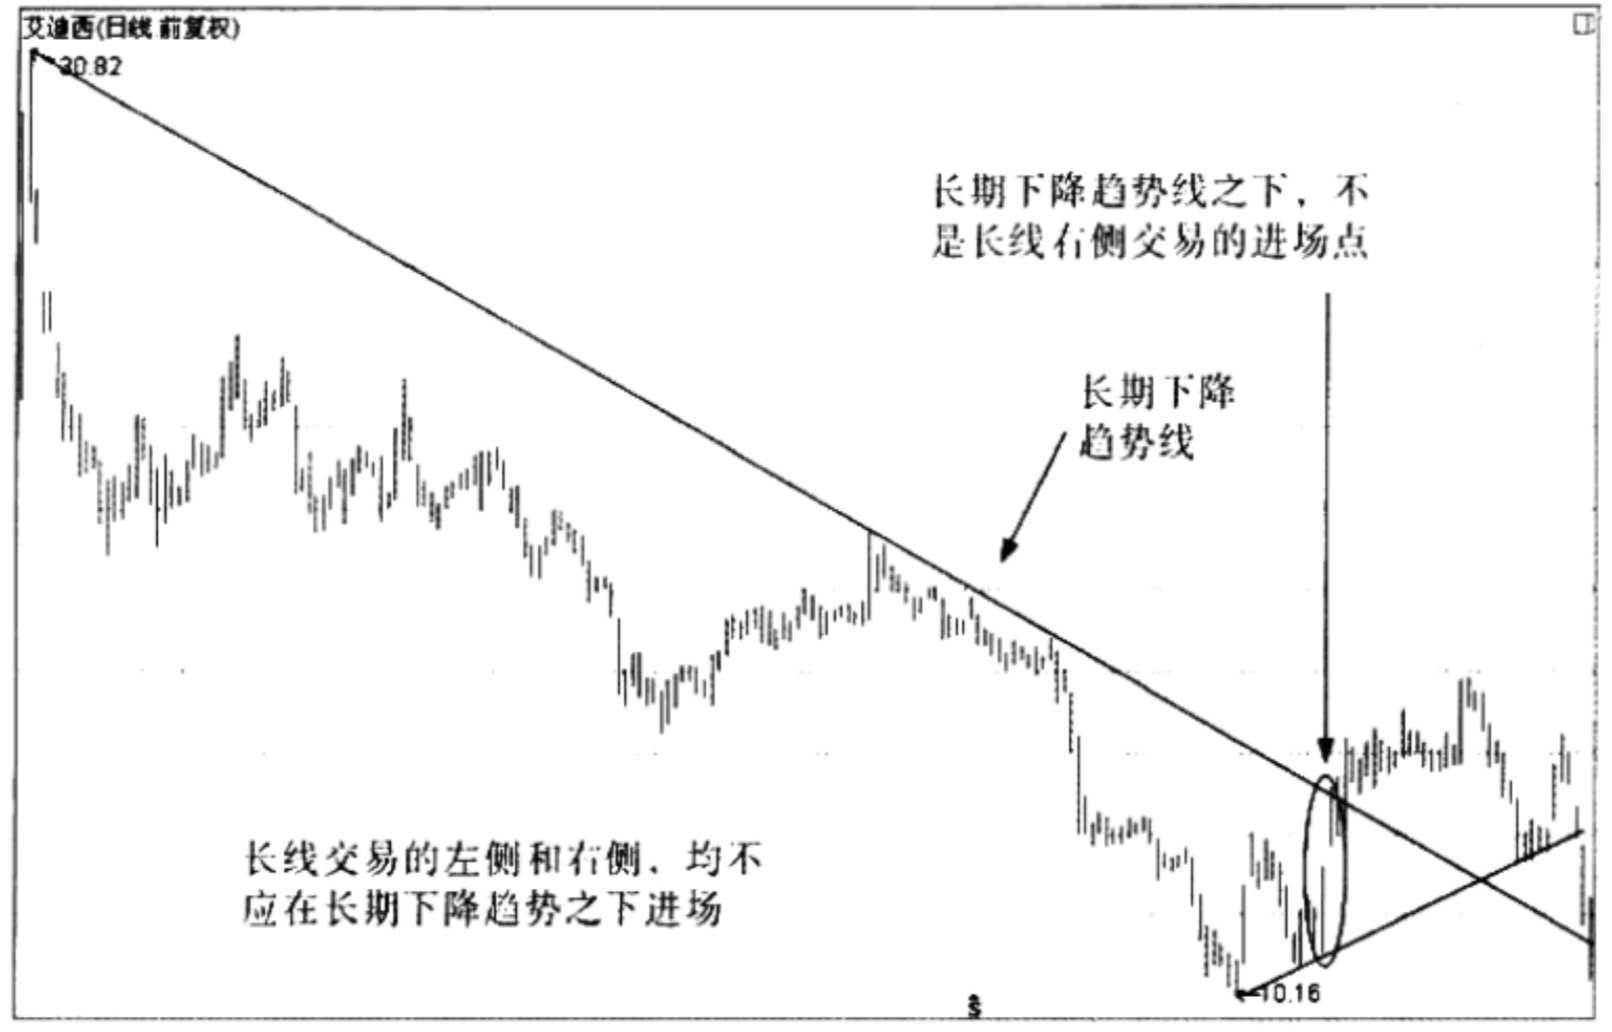 艾迪西(日线.前复权)
30.82
长期下降趋势线之下，不
是长线右侧交易的进场点
长期下降
趋势线
长线交易的左侧和右侧，均不
应在长期下降趋势之下进场
10.16